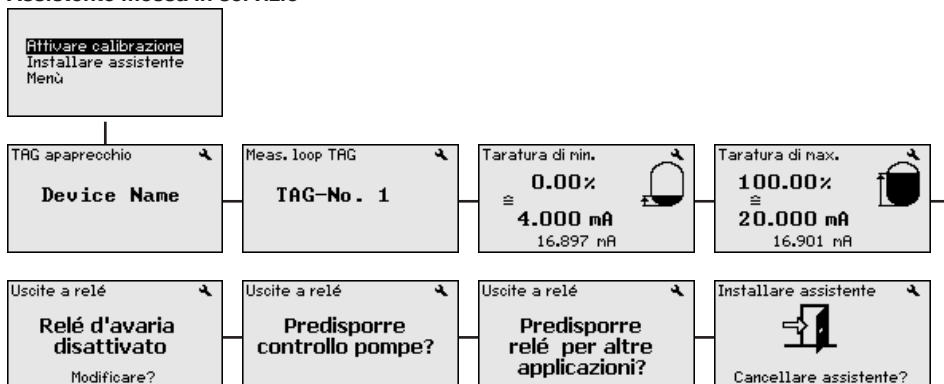 Assistente messa in servizio
Attivare calibrazione
Installare assistente
Menù
TAG apaprecchio
Device Name
Meas. loop TAG
TAG-No. 1
Taratura di min.
0.00%
≙
4.000 mA
16.897 mA
Taratura di max.
100.00%
≙
20.000 mA
16.901 mA
Uscite a relé
Relé d'avaria
disattivato
Modificare?
Uscite a relé
Predisporre
controllo pompe?
Uscite a relé
Predisporre
relé per altre
applicazioni?
Installare assistente
Cancellare assistente?